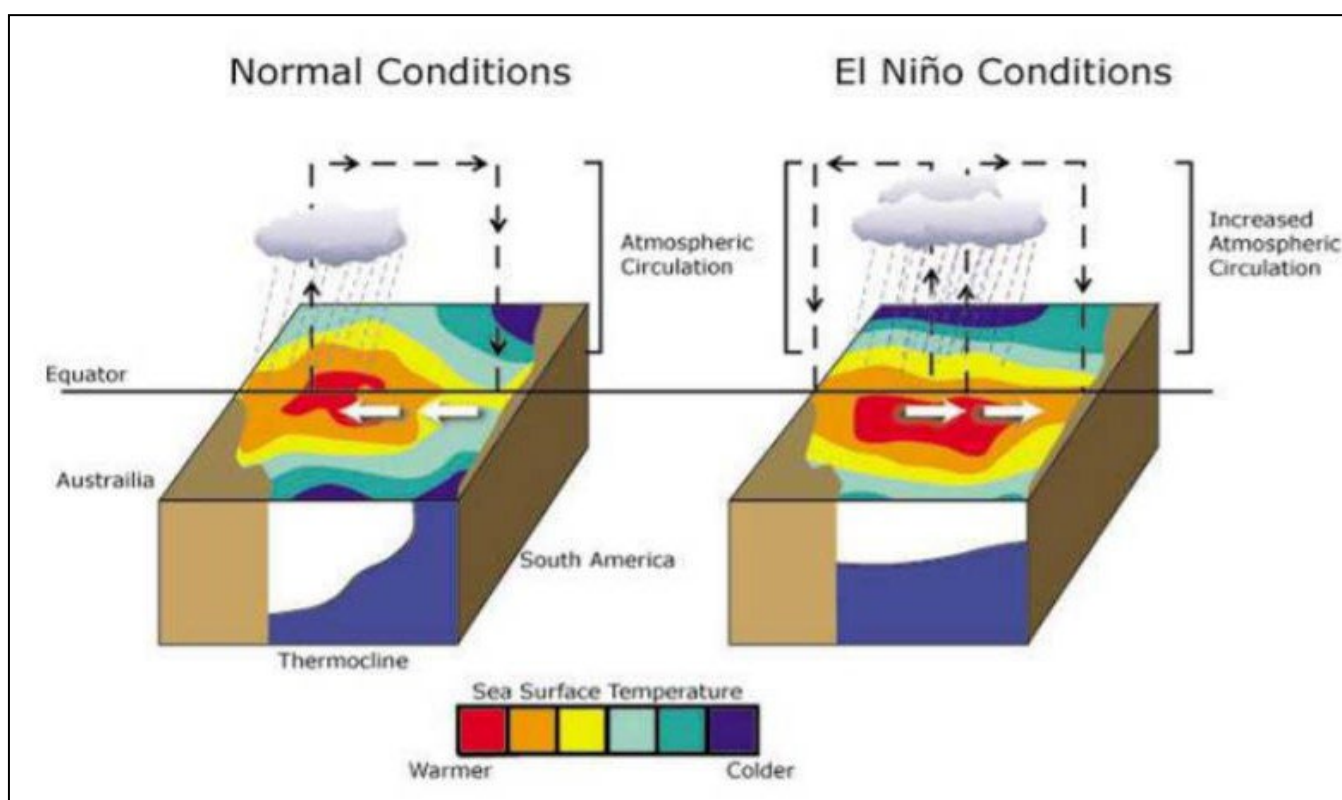 Normal Conditions
El Niño Conditions
Atmospheric
Circulation
Increased
Atmospheric
Circulation
Equator
Austrailia
South America
Thermocline
Sea Surface Temperature
Warmer
Colder